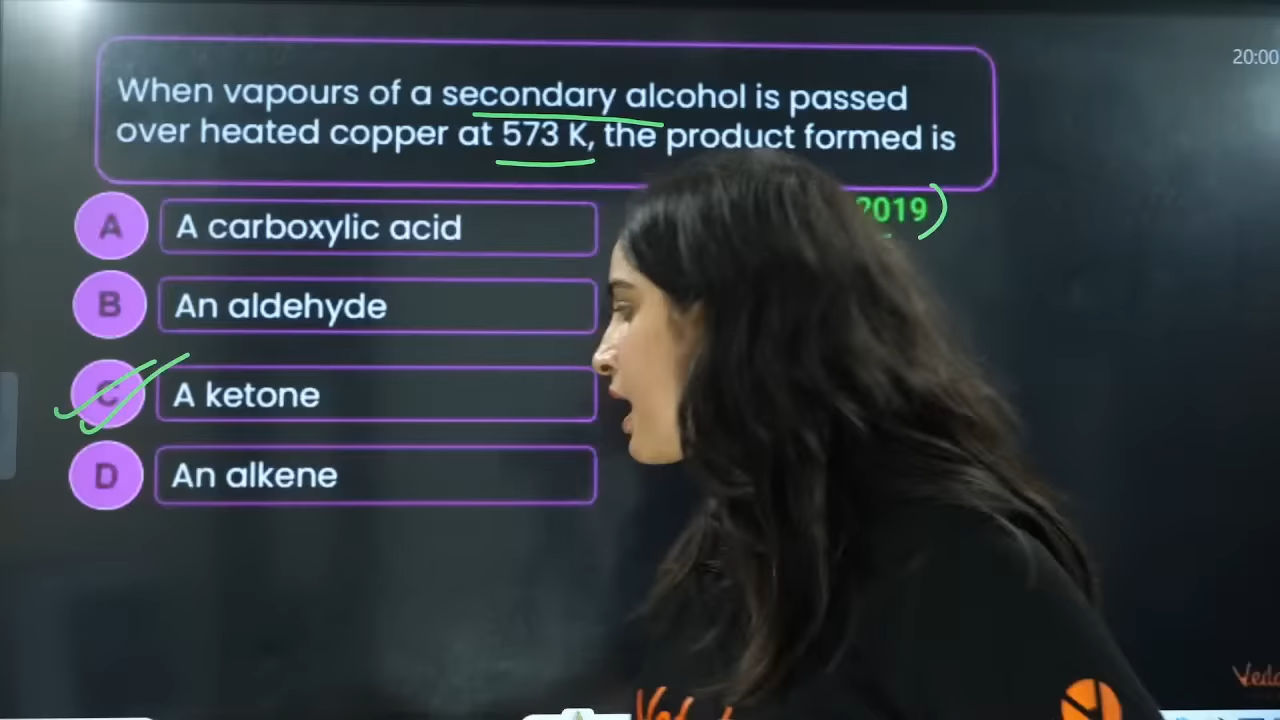 20:00
When vapours of a secondary alcohol is passed
over heated copper at 573 K, the product formed is
2019)
A A carboxylic acid
B An aldehyde
C A ketone
D An alkene